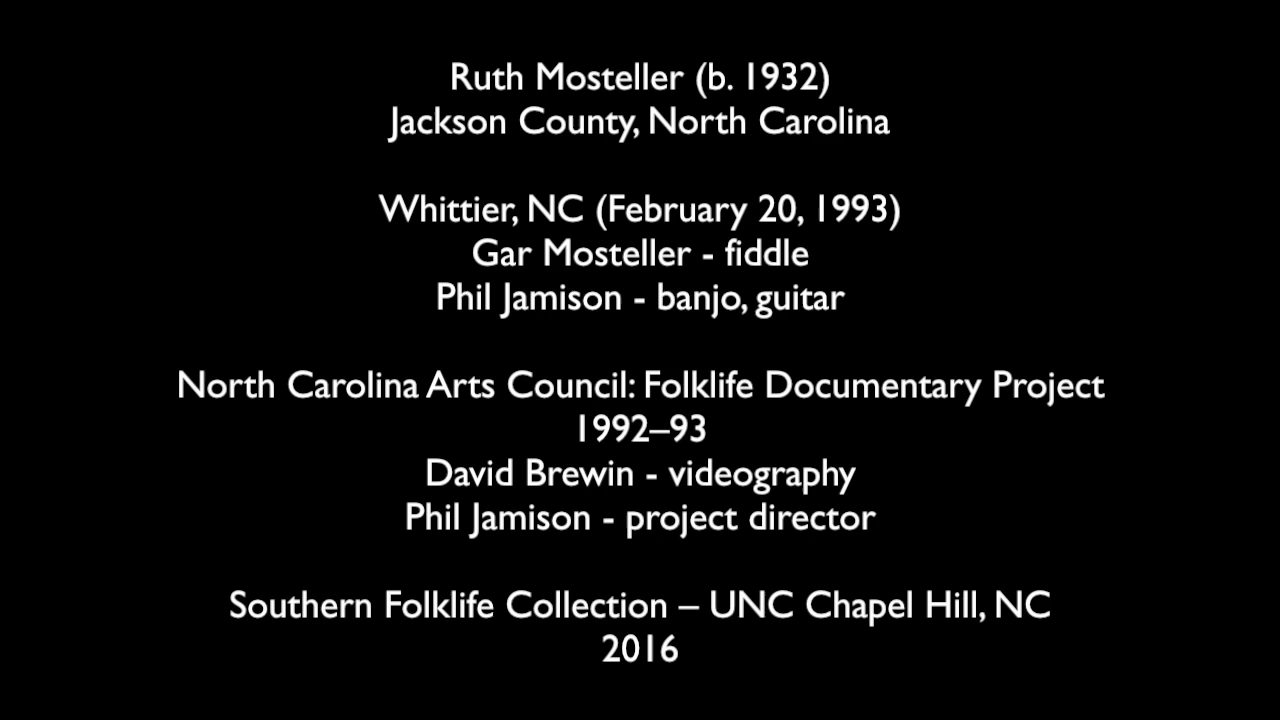 Ruth Mosteller (b. 1932)
Jackson County, North Carolina
Whittier, NC (February 20, 1993)
Gar Mosteller - fiddle
Phil Jamison - banjo, guitar
North Carolina Arts Council: Folklife Documentary Project
1992–93
David Brewin - videography
Phil Jamison - project director
Southern Folklife Collection – UNC Chapel Hill, NC
2016